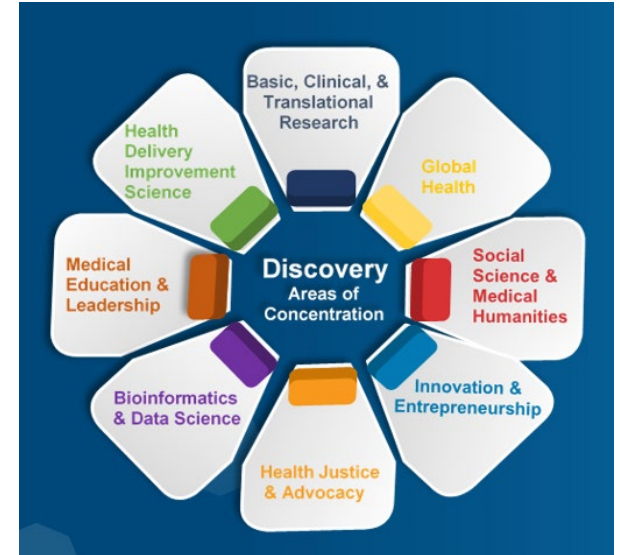 Basic, Clinical, &
Translational
Research
Global
Health
Social
Science &
Medical
Humanities
Innovation &
Entrepreneurship
Health Justice
& Advocacy
Bioinformatics
& Data Science
Medical
Education &
Leadership
Health
Delivery
Improvement
Science
Discovery
Areas of
Concentration